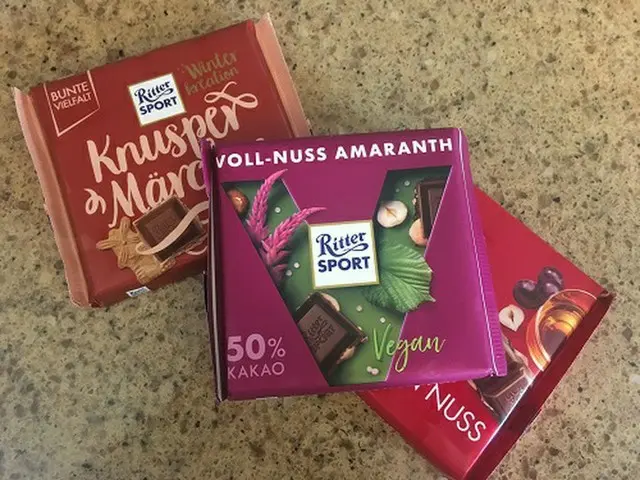 BUNTE
VIELFALT
Ritter
SPORT
Winter
kreation
Knusper
VOLL-NUSS AMARANTH
Ritter
SPORT
50%
KAKAO
Vegan
NUSS